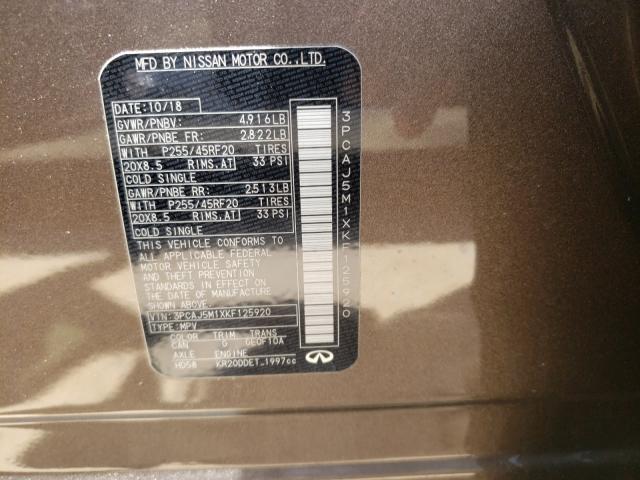 MFD BY NISSAN MOTOR CO.,LTD.
DATE: 10/18
GVWR/PNBV: 4,916LB
GAWR/PNBE FR: 2,822LB
WITH P255/45RF20 TIRES
20X8.5 RIMS,AT 33 PSI
COLD SINGLE
GAWR/PNBE RR: 2,513LB
WITH P255/45RF20 TIRES
20X8.5 RIMS,AT 33 PSI
COLD SINGLE
THIS VEHICLE CONFORMS TO
ALL APPLICABLE FEDERAL
MOTOR VEHICLE SAFETY
AND THEFT PREVENTION
STANDARDS IN EFFECT ON
THE DATE OF MANUFACTURE
SHOWN ABOVE.
VIN: 3PCAJ5M1XKF125920
TYPE: MPV
COLOR TRIM TRANS
CAN G GEOF10A
AXLE ENGINE
HD58 KR20DDET 1997cc
3PCAJ5M1XKF125920